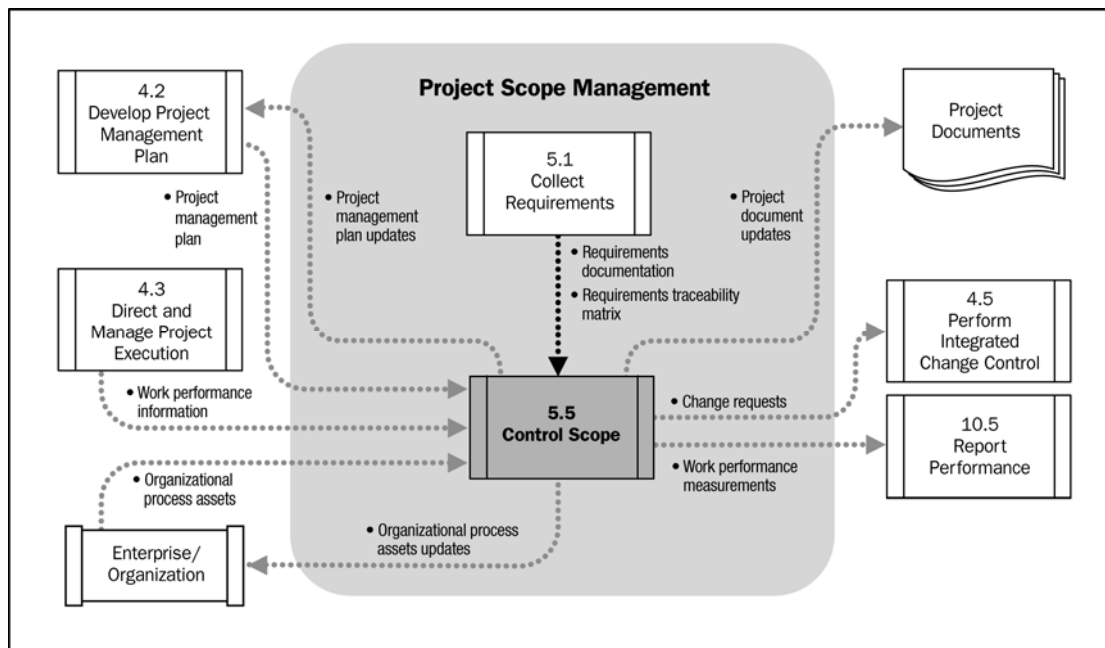 Project Scope Management
4.2
Develop Project
Management
Plan
• Project
management
plan
• Project
management
plan updates
5.1
Collect
Requirements
• Requirements
documentation
• Requirements traceability
matrix
• Project
document
updates
Project
Documents
4.3
Direct and
Manage Project
Execution
• Work performance
information
5.5
Control Scope
• Change requests
• Work performance
measurements
4.5
Perform
Integrated
Change Control
10.5
Report
Performance
• Organizational
process assets
• Organizational process
assets updates
Enterprise/
Organization